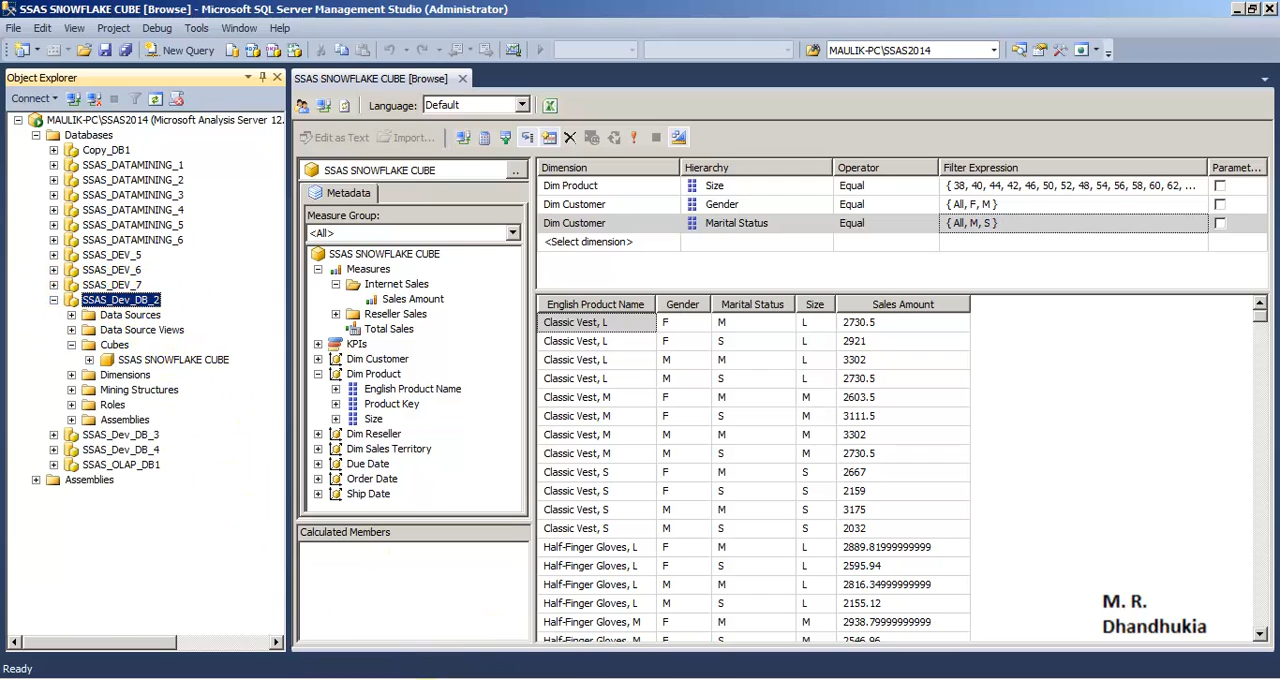 SSAS SNOWFLAKE CUBE [Browse] - Microsoft SQL Server Management Studio (Administrator)
File Edit View Project Debug Tools Window Help
New Query MAULIK-PC\SSAS2014
Object Explorer
Connect
MAULIK-PC\SSAS2014 (Microsoft Analysis Server 12.
Databases
Copy_DB1
SSAS_DATAMINING_1
SSAS_DATAMINING_2
SSAS_DATAMINING_3
SSAS_DATAMINING_4
SSAS_DATAMINING_5
SSAS_DATAMINING_6
SSAS_DEV_5
SSAS_DEV_6
SSAS_DEV_7
SSAS_Dev_DB_2
Data Sources
Data Source Views
Cubes
SSAS SNOWFLAKE CUBE
Dimensions
Mining Structures
Roles
Assemblies
SSAS_Dev_DB_3
SSAS_Dev_DB_4
SSAS_OLAP_DB1
Assemblies
SSAS SNOWFLAKE CUBE [Browse]
Language: Default
Edit as Text Import...
SSAS SNOWFLAKE CUBE ..
Metadata
Measure Group:
<All>
SSAS SNOWFLAKE CUBE
Measures
Internet Sales
Sales Amount
Reseller Sales
Total Sales
KPIs
Dim Customer
Dim Product
English Product Name
Product Key
Size
Dim Reseller
Dim Sales Territory
Due Date
Order Date
Ship Date
Calculated Members
Dimension Hierarchy Operator Filter Expression Paramet...
Dim Product Size Equal { 38, 40, 44, 42, 46, 50, 52, 48, 54, 56, 58, 60, 62, ...
Dim Customer Gender Equal { All, F, M }
Dim Customer Marital Status Equal { All, M, S }
<Select dimension>
English Product Name Gender Marital Status Size Sales Amount
Classic Vest, L F M L 2730.5
Classic Vest, L F S L 2921
Classic Vest, L M M L 3302
Classic Vest, L M S L 2730.5
Classic Vest, M F M M 2603.5
Classic Vest, M F S M 3111.5
Classic Vest, M M M M 3302
Classic Vest, M M S M 2730.5
Classic Vest, S F M S 2667
Classic Vest, S F S S 2159
Classic Vest, S M M S 3175
Classic Vest, S M S S 2032
Half-Finger Gloves, L F M L 2889.81999999999
Half-Finger Gloves, L F S L 2595.94
Half-Finger Gloves, L M M L 2816.34999999999
Half-Finger Gloves, L M S L 2155.12
Half-Finger Gloves, M F M M 2938.79999999999
Half-Finger Gloves, M F S M 2546.96
M. R.
Dhandhukia
Ready